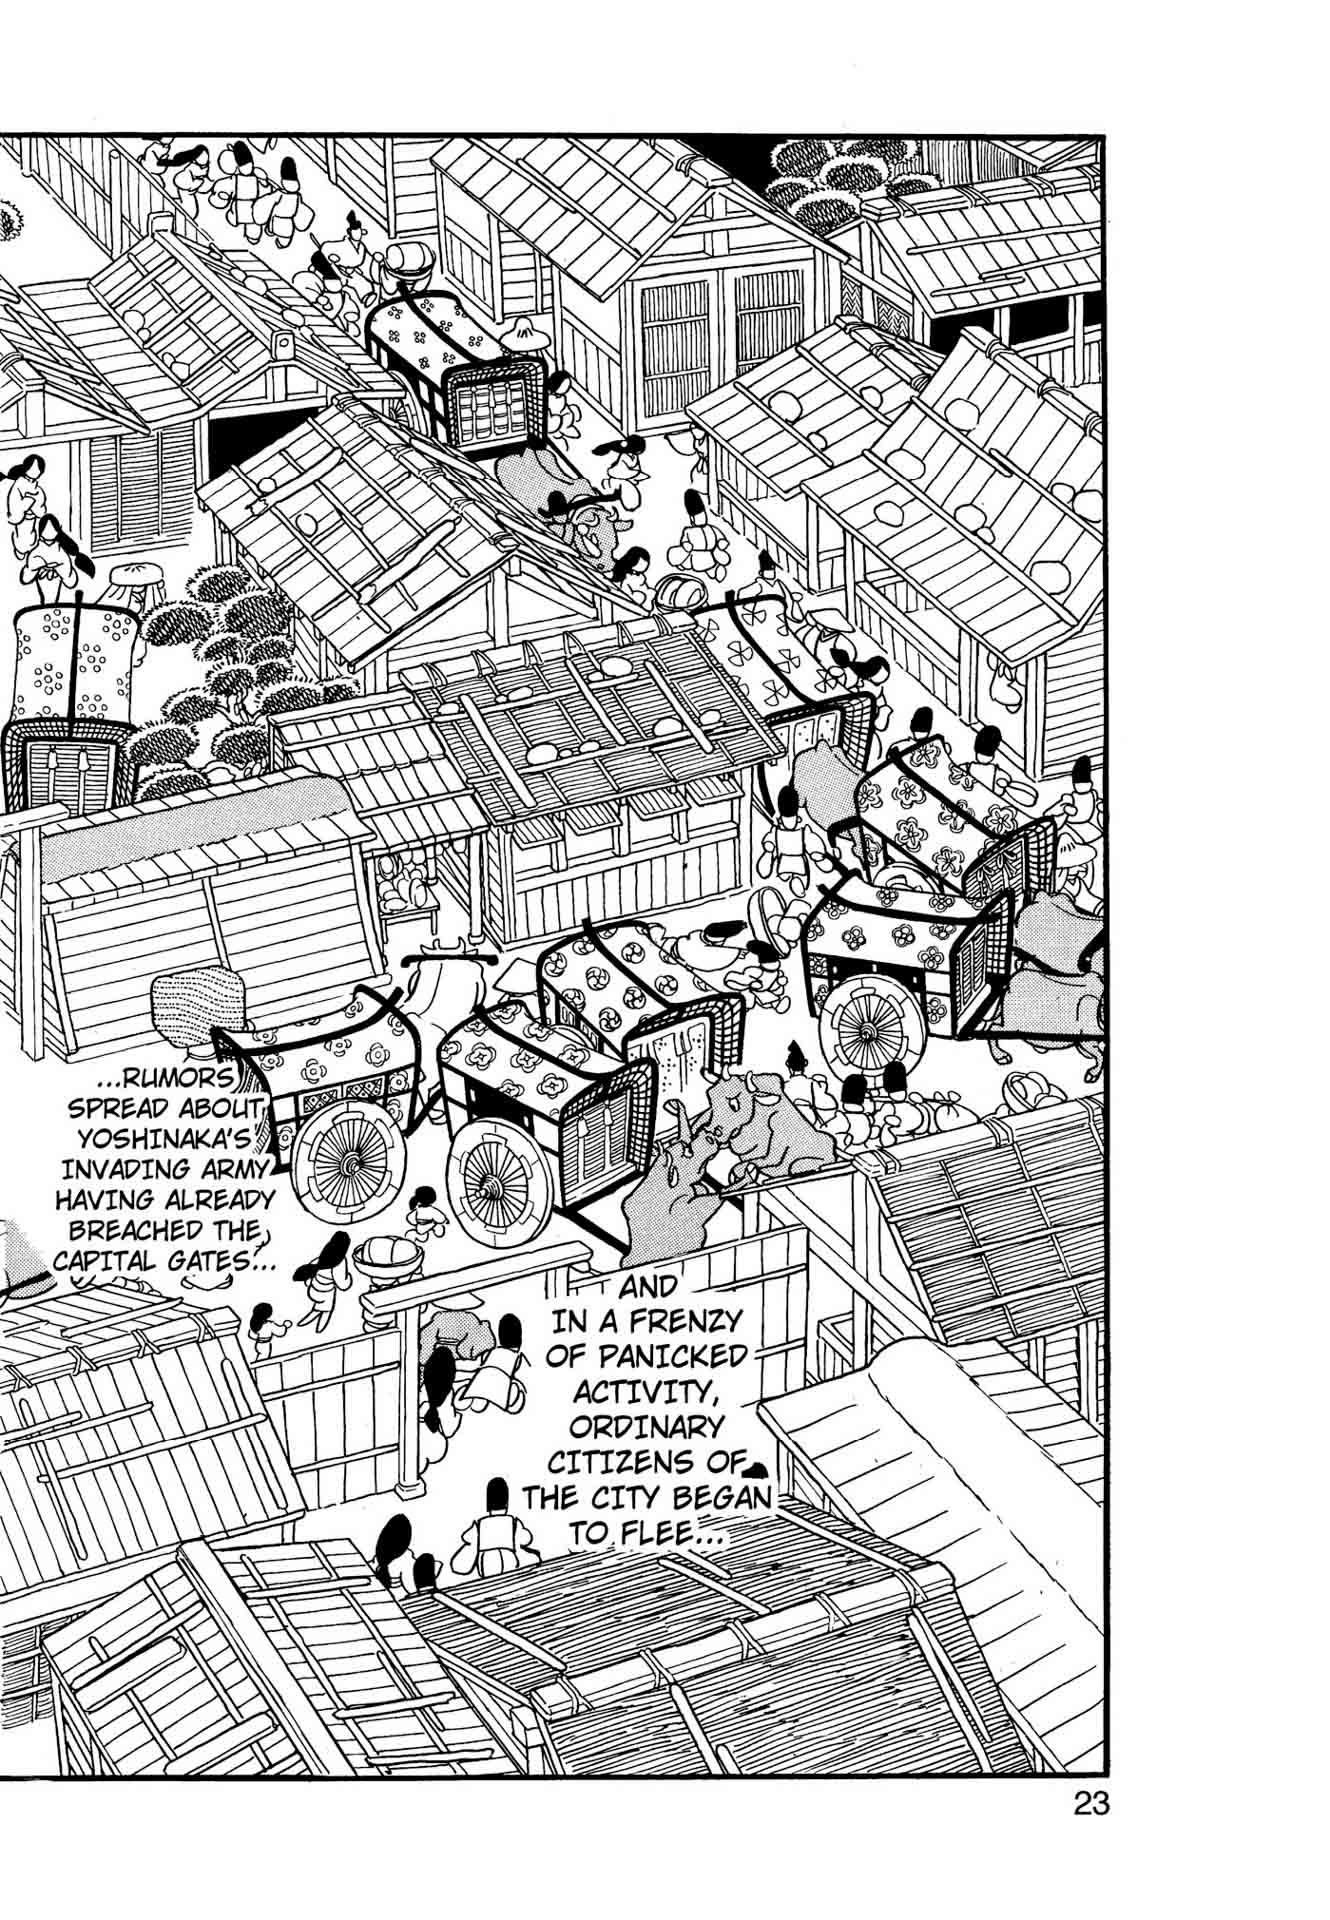 ...RUMORS
SPREAD ABOUT
YOSHINAKA'S
INVADING ARMY
HAVING ALREADY
BREACHED THE
CAPITAL GATES...
AND
IN A FRENZY
OF PANICKED
ACTIVITY,
ORDINARY
CITIZENS OF
THE CITY BEGAN
TO FLEE...
23